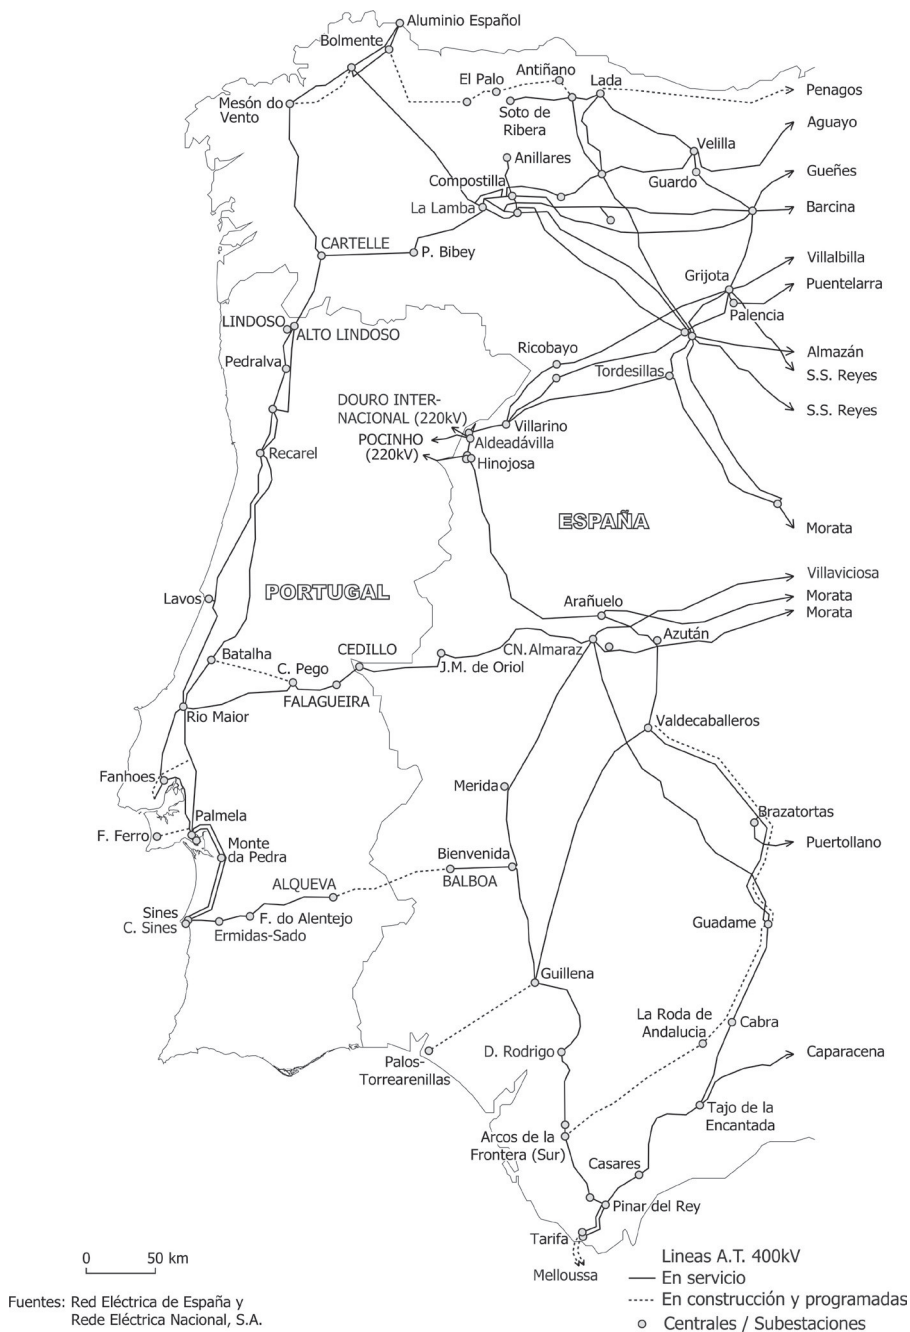 Aluminio Español
Bolmente
Antiñano
El Palo
Lada
Penagos
Mesón do
Vento
Soto de
Ribera
Aguayo
Velilla
Anillares
Guardo
Gueñes
Compostilla
La Lamba
Barcina
CARTELLE
P. Bibey
Villalbilla
Grijota
Puentelarra
Palencia
LINDOSO
ALTO LINDOSO
Ricobayo
Almazán
Pedralva
Tordesillas
S.S. Reyes
DOURO INTER-
NACIONAL (220kV)
S.S. Reyes
Villarino
POCINHO
(220kV)
Aldeadávilla
Recarel
Hinojosa
ESPAÑA
Morata
Villaviciosa
PORTUGAL
Lavos
Arañuelo
Morata
Morata
Azután
Batalha
CEDILLO
CN. Almaraz
C. Pego
J.M. de Oriol
FALAGUEIRA
Rio Maior
Valdecaballeros
Fanhoes
Merida
Palmela
Brazatortas
F. Ferro
Monte
da Pedra
Puertollano
Bienvenida
ALQUEVA
BALBOA
Sines
C. Sines
F. do Alentejo
Ermidas-Sado
Guadame
Guillena
La Roda de
Andalucia
Cabra
D. Rodrigo
Caparacena
Palos-
Torrearenillas
Tajo de la
Encantada
Arcos de la
Frontera (Sur)
Casares
Pinar del Rey
Tarifa
Melloussa
0 50 km
Lineas A.T. 400kV
En servicio
En construcción y programadas
Centrales / Subestaciones
Fuentes: Red Eléctrica de España y
Rede Eléctrica Nacional, S.A.